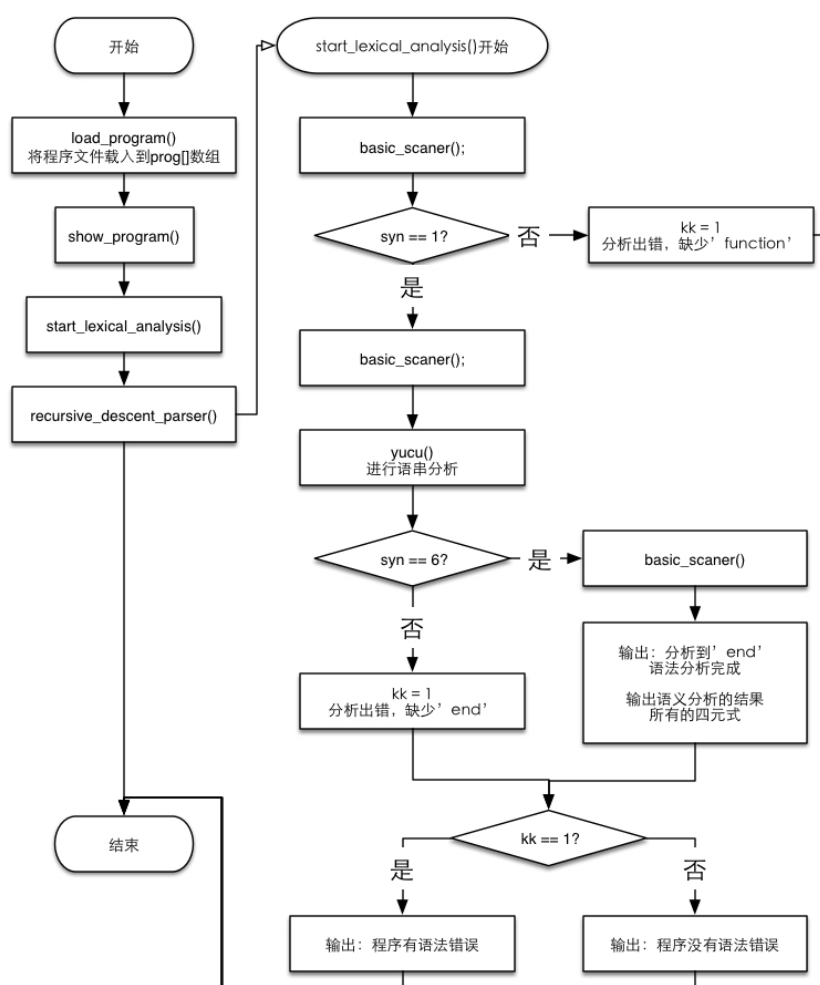 开始
load_program()
将程序文件载入到prog[]数组
show_program()
start_lexical_analysis()
recursive_descent_parser()
结束
start_lexical_analysis()开始
basic_scaner();
syn == 1?
否
kk = 1
分析出错，缺少’function’
是
basic_scaner();
yucu()
进行语串分析
syn == 6?
是
basic_scaner()
否
输出：分析到’end’
语法分析完成
输出语义分析的结果
所有的四元式
kk = 1
分析出错，缺少’end’
kk == 1?
是
否
输出：程序有语法错误
输出：程序没有语法错误